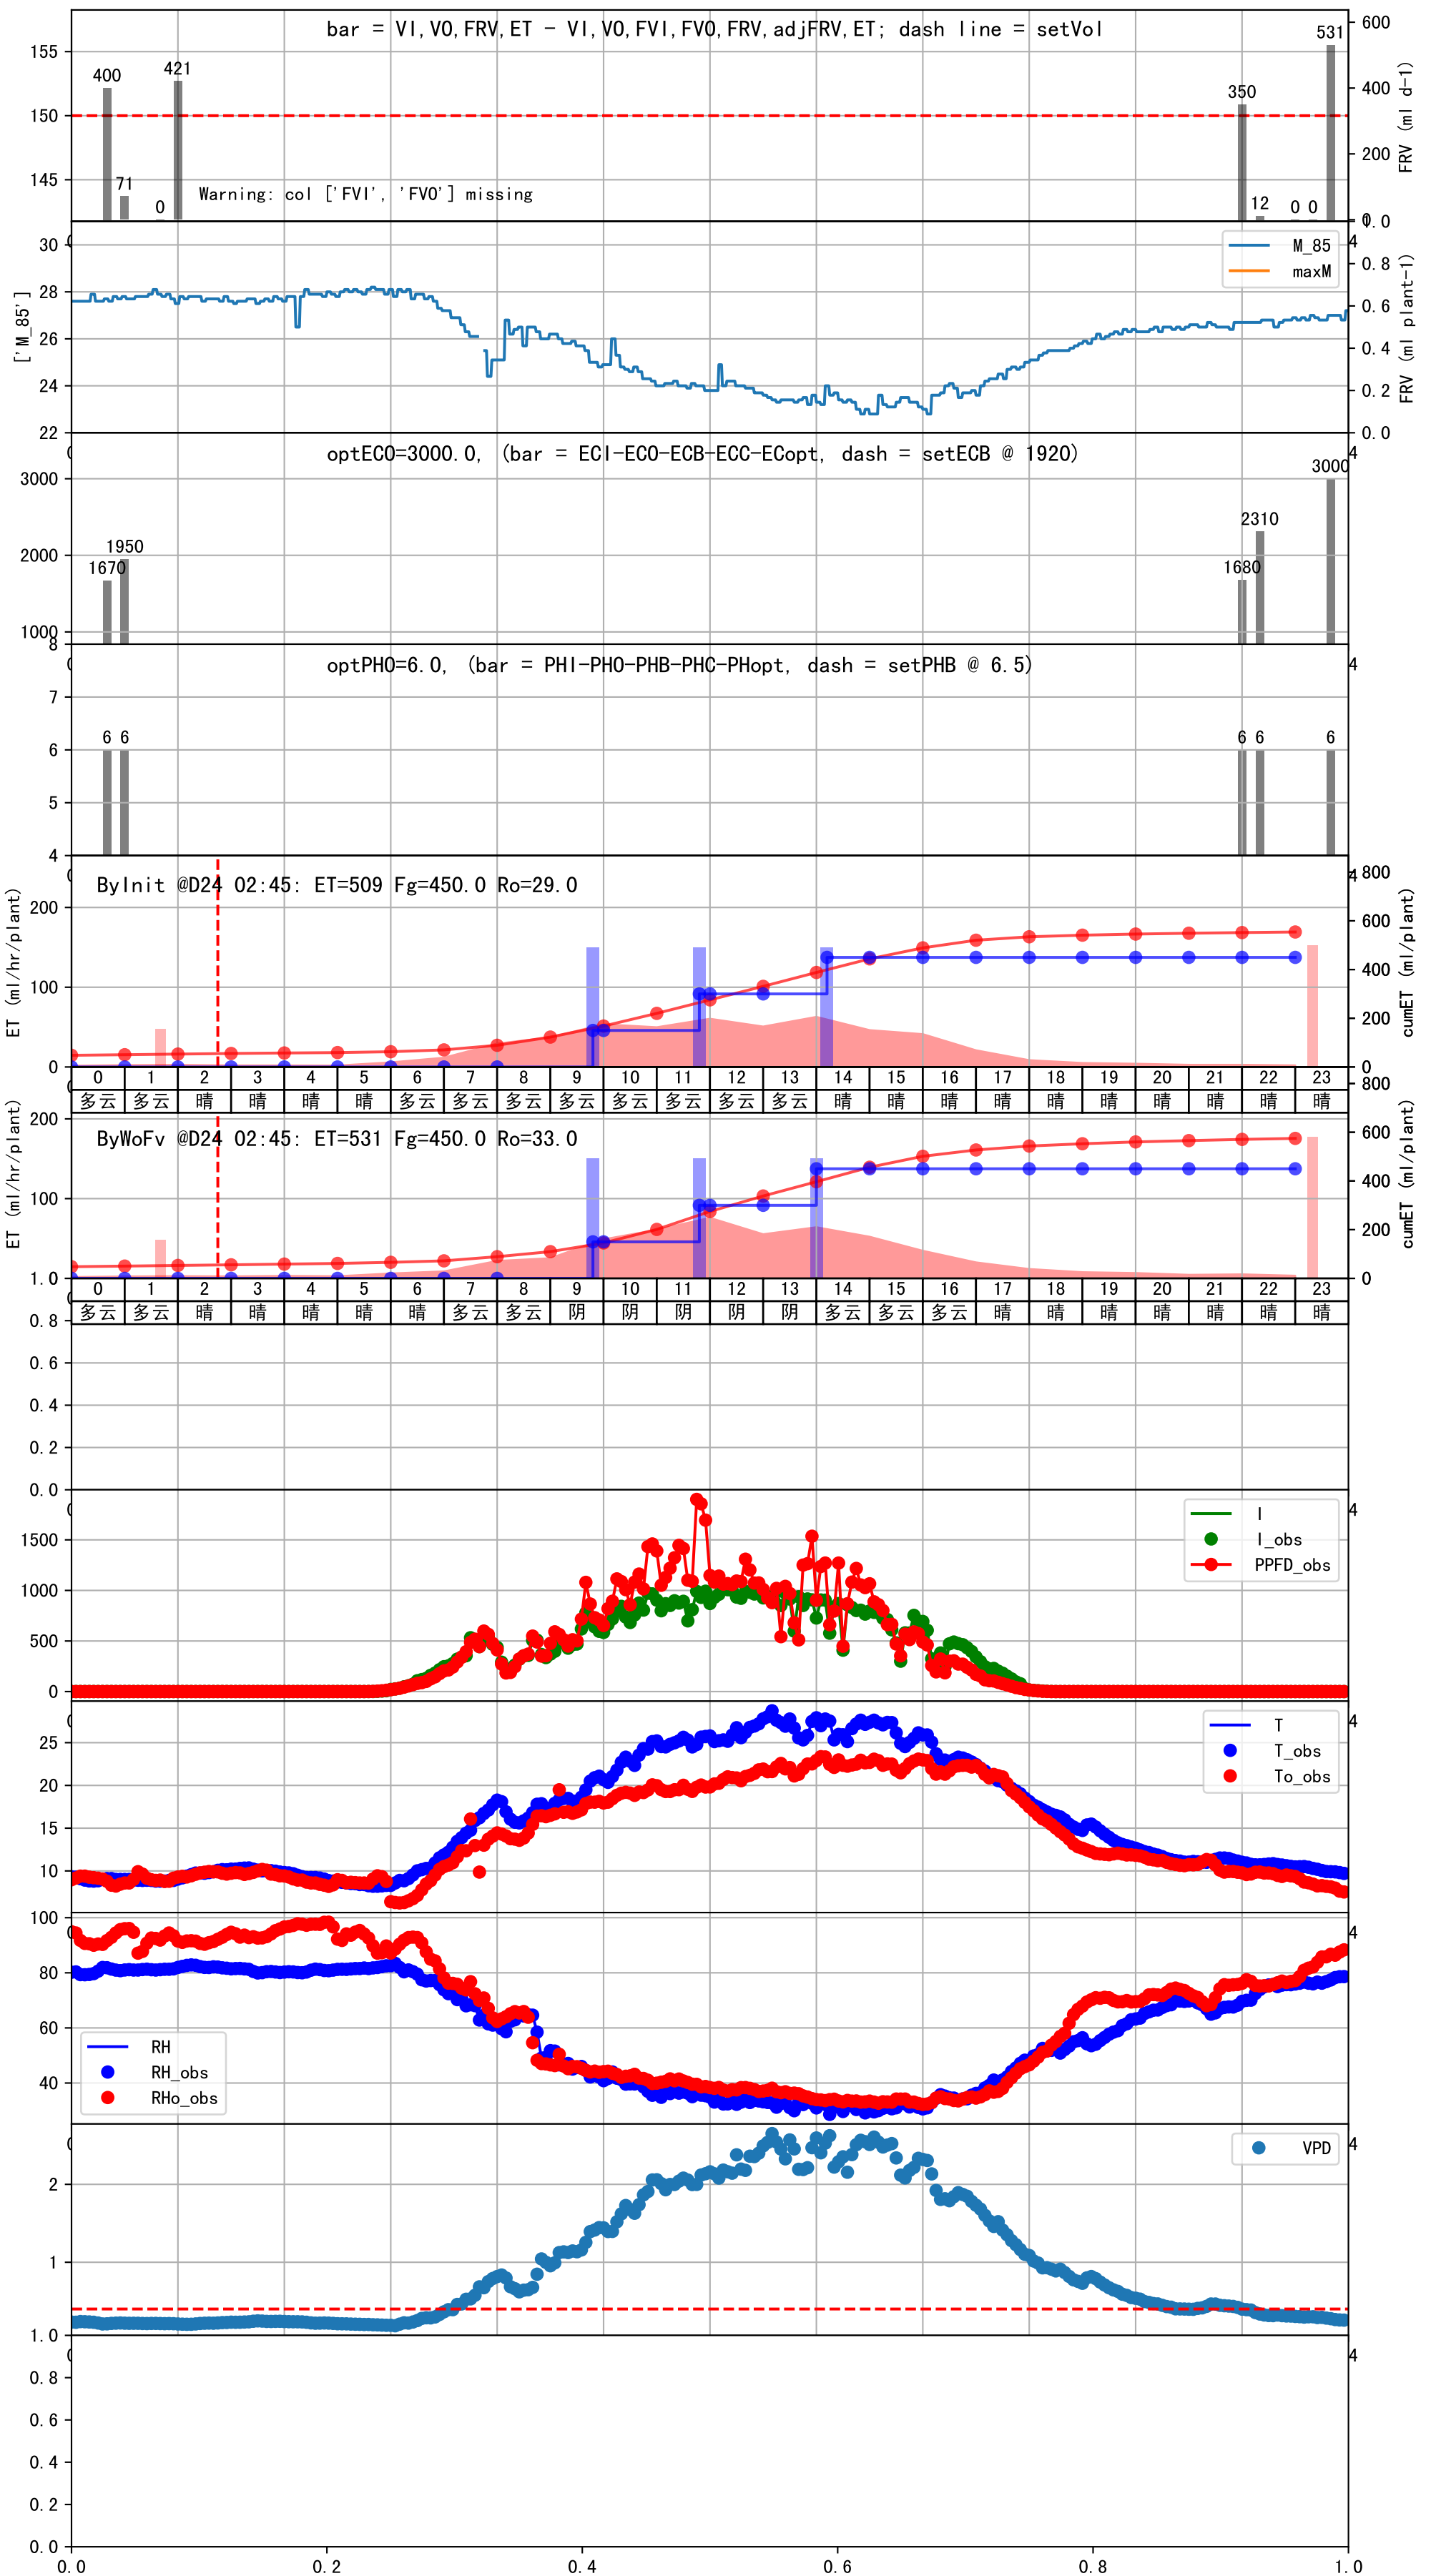 bar = VI,VO,FRV,ET - VI,VO,FVI,FVO,FRV,adjFRV,ET; dash line = setVol
155
150
145
600
400
200
0
FRV (ml d-1)
400
71
0
421
350
12
0
0
531
Warning: col ['FVI', 'FVO'] missing
['M_85']
30
28
26
24
22
1.0
0.8
0.6
0.4
0.2
0.0
FRV (ml plant-1)
M_85
maxM
optECO=3000.0, (bar = ECI-ECO-ECB-ECC-ECopt, dash = setECB @ 1920)
3000
2000
1000
1670
1950
1680
2310
3000
optPHO=6.0, (bar = PHI-PHO-PHB-PHC-PHopt, dash = setPHB @ 6.5)
8
7
6
5
4
6
6
6
6
6
ByInit @D24 02:45: ET=509 Fg=450.0 Ro=29.0
ET (ml/hr/plant)
200
100
0
800
600
400
200
0
cumET (ml/plant)
0 1 2 3 4 5 6 7 8 9 10 11 12 13 14 15 16 17 18 19 20 21 22 23
多云 多云 晴 晴 晴 晴 多云 多云 多云 多云 多云 多云 多云 多云 晴 晴 晴 晴 晴 晴 晴 晴 晴 晴
ByWoFv @D24 02:45: ET=531 Fg=450.0 Ro=33.0
ET (ml/hr/plant)
200
100
800
600
400
200
0
cumET (ml/plant)
0 1 2 3 4 5 6 7 8 9 10 11 12 13 14 15 16 17 18 19 20 21 22 23
多云 多云 晴 晴 晴 晴 晴 多云 多云 阴 阴 阴 阴 阴 多云 多云 多云 晴 晴 晴 晴 晴 晴 晴
1.0
0.8
0.6
0.4
0.2
0.0
1500
1000
500
0
I
I_obs
PPFD_obs
25
20
15
10
T
T_obs
To_obs
100
80
60
40
RH
RH_obs
RHo_obs
2
1
VPD
1.0
0.8
0.6
0.4
0.2
0.0
0.0 0.2 0.4 0.6 0.8 1.0